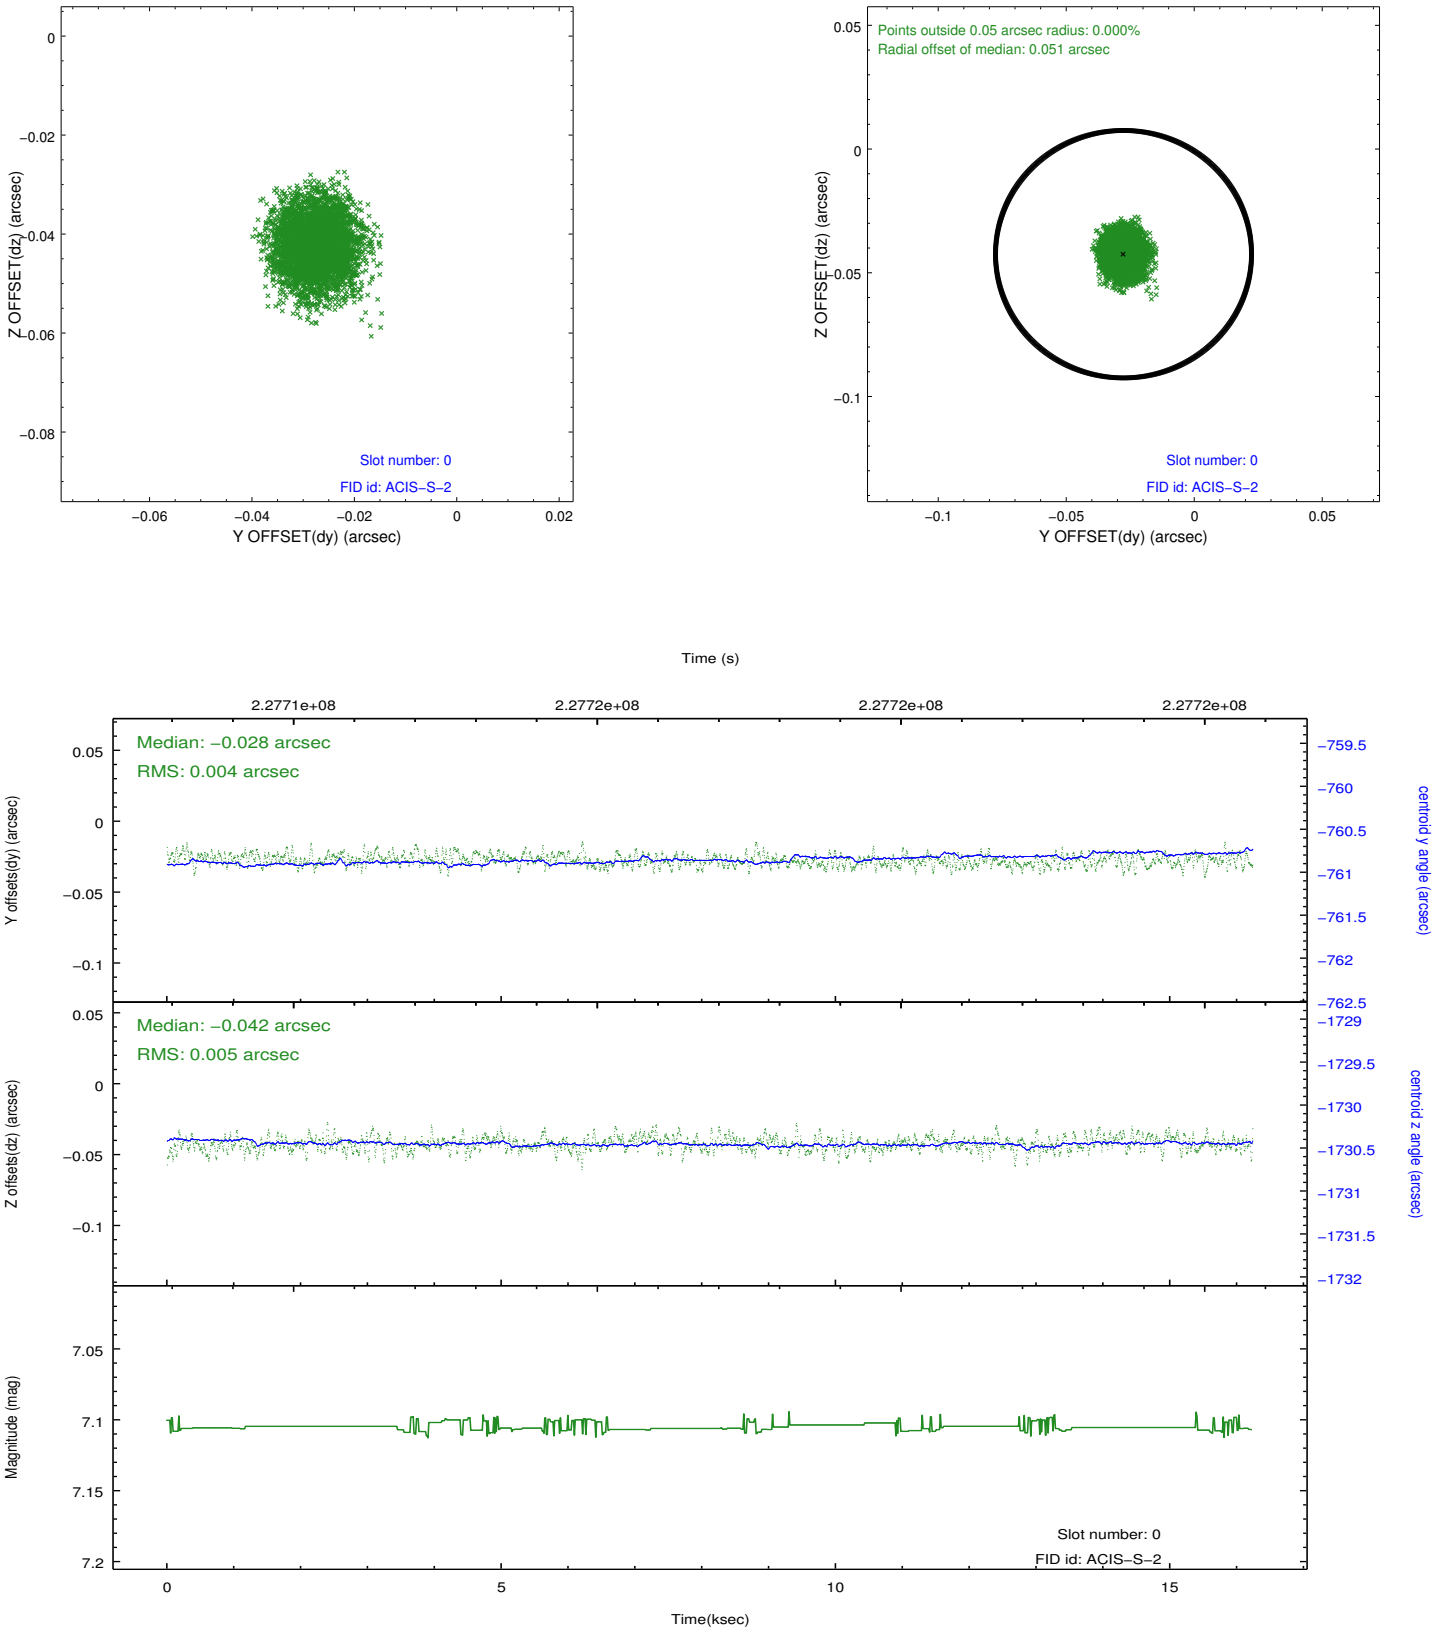 0
−0.02
−0.04
−0.06
−0.08
Z OFFSET(dz) (arcsec)
Slot number: 0
FID id: ACIS−S−2
−0.06
−0.04
−0.02
0
0.02
Y OFFSET(dy) (arcsec)
Points outside 0.05 arcsec radius: 0.000%
Radial offset of median: 0.051 arcsec
0.05
0
−0.05
−0.1
Z OFFSET(dz) (arcsec)
Slot number: 0
FID id: ACIS−S−2
−0.1
−0.05
0
0.05
Y OFFSET(dy) (arcsec)
Time (s)
2.2771e+08
2.2772e+08
2.2772e+08
2.2772e+08
Median: −0.028 arcsec
RMS: 0.004 arcsec
0.05
0
−0.05
−0.1
Y offsets(dy) (arcsec)
−759.5
−760
−760.5
−761
−761.5
−762
−762.5
centroid y angle (arcsec)
Median: −0.042 arcsec
RMS: 0.005 arcsec
0.05
0
−0.05
−0.1
Z offsets(dz) (arcsec)
−1729
−1729.5
−1730
−1730.5
−1731
−1731.5
−1732
centroid z angle (arcsec)
7.05
7.1
7.15
7.2
Magnitude (mag)
Slot number: 0
FID id: ACIS−S−2
0
5
10
15
Time(ksec)